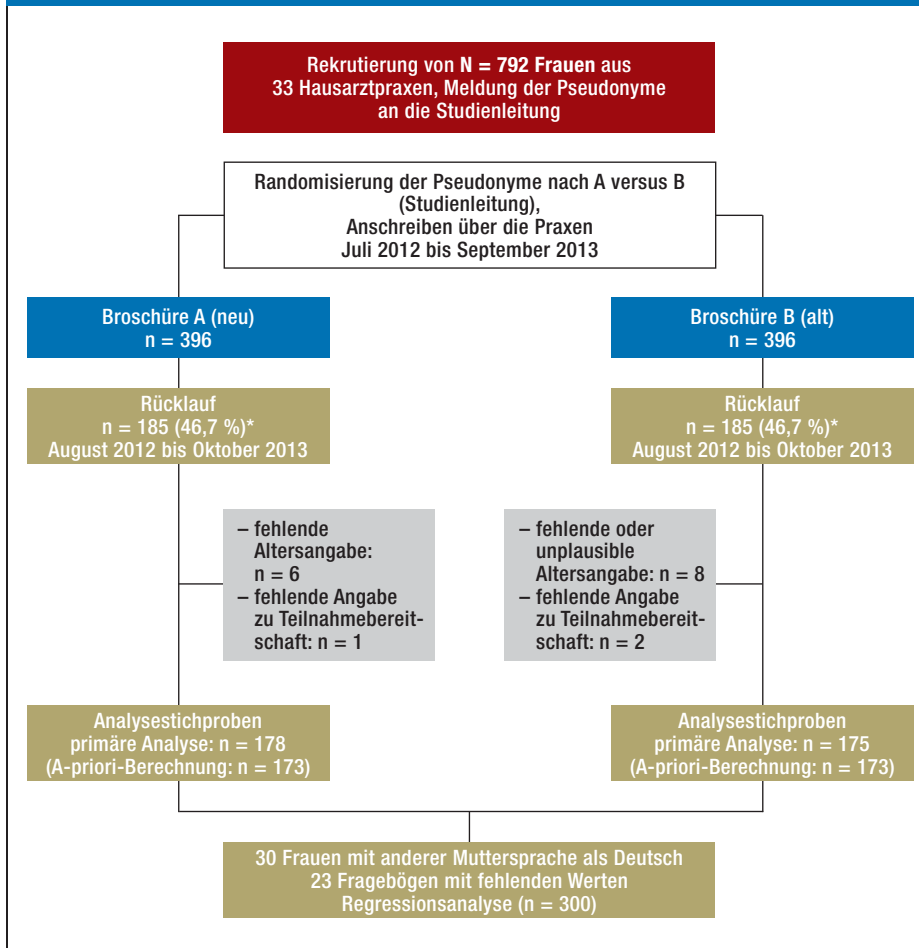 Rekrutierung von N = 792 Frauen aus
33 Hausarztpraxen, Meldung der Pseudonyme
an die Studienleitung
Randomisierung der Pseudonyme nach A versus B
(Studienleitung),
Anschreiben über die Praxen
Juli 2012 bis September 2013
Broschüre A (neu)
n = 396
Broschüre B (alt)
n = 396
Rücklauf
n = 185 (46,7 %)*
August 2012 bis Oktober 2013
Rücklauf
n = 185 (46,7 %)*
August 2012 bis Oktober 2013
– fehlende
Altersangabe:
n = 6
– fehlende Angabe
zu Teilnahmebereit-
schaft: n = 1
– fehlende oder
unplausible
Altersangabe: n = 8
– fehlende Angabe
zu Teilnahmebereit-
schaft: n = 2
Analysestichproben
primäre Analyse: n = 178
(A-priori-Berechnung: n = 173)
Analysestichproben
primäre Analyse: n = 175
(A-priori-Berechnung: n = 173)
30 Frauen mit anderer Muttersprache als Deutsch
23 Fragebögen mit fehlenden Werten
Regressionsanalyse (n = 300)